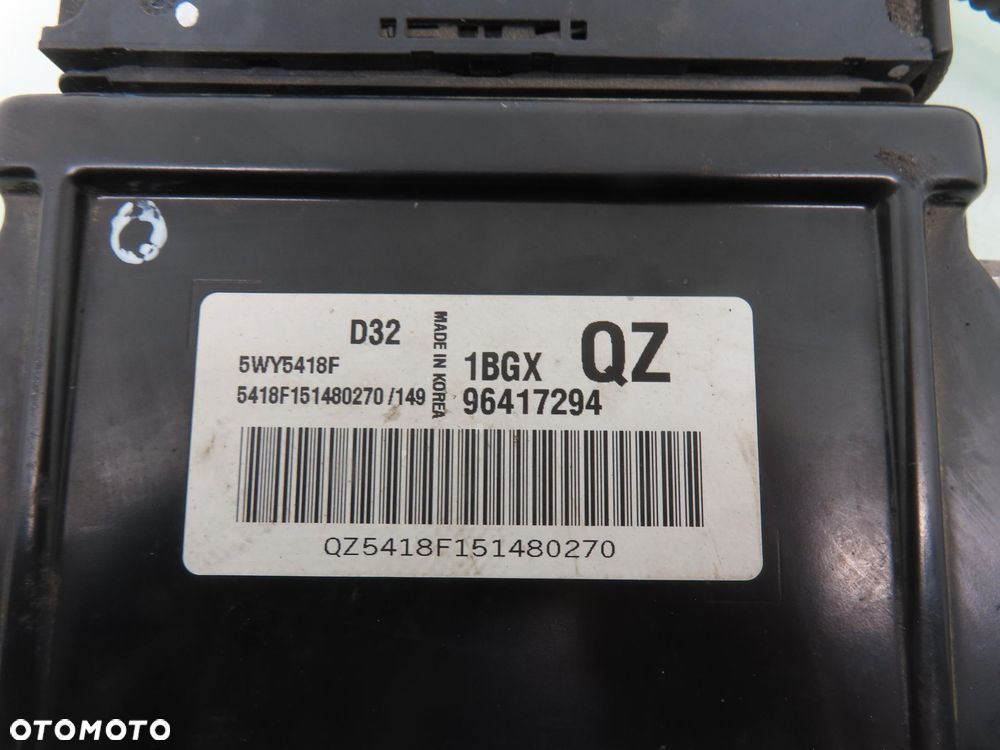 D32
5WY5418F
5418F151480270 /149
MADE IN KOREA
1BGX QZ
96417294
QZ5418F151480270
OTOMOTO